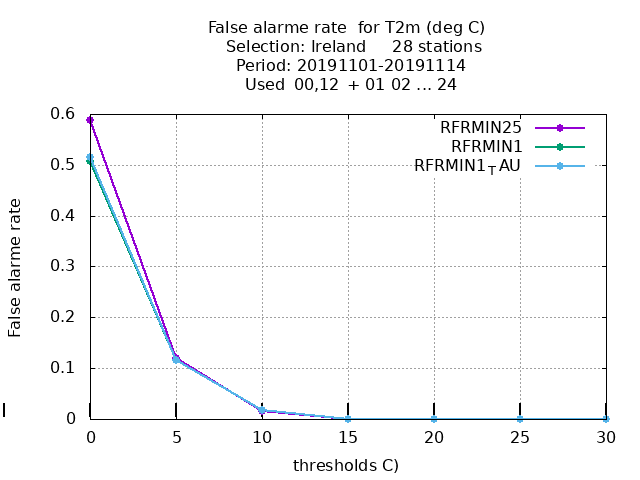 False alarme rate  for T2m (deg C)
Selection: Ireland     28 stations
Period: 20191101-20191114
Used  00,12  + 01 02 ... 24
RFRMIN25
RFRMIN1
RFRMIN1_TAU
0.6
0.5
0.4
0.3
0.2
0.1
0
False alarme rate
0 5 10 15 20 25 30
thresholds C)